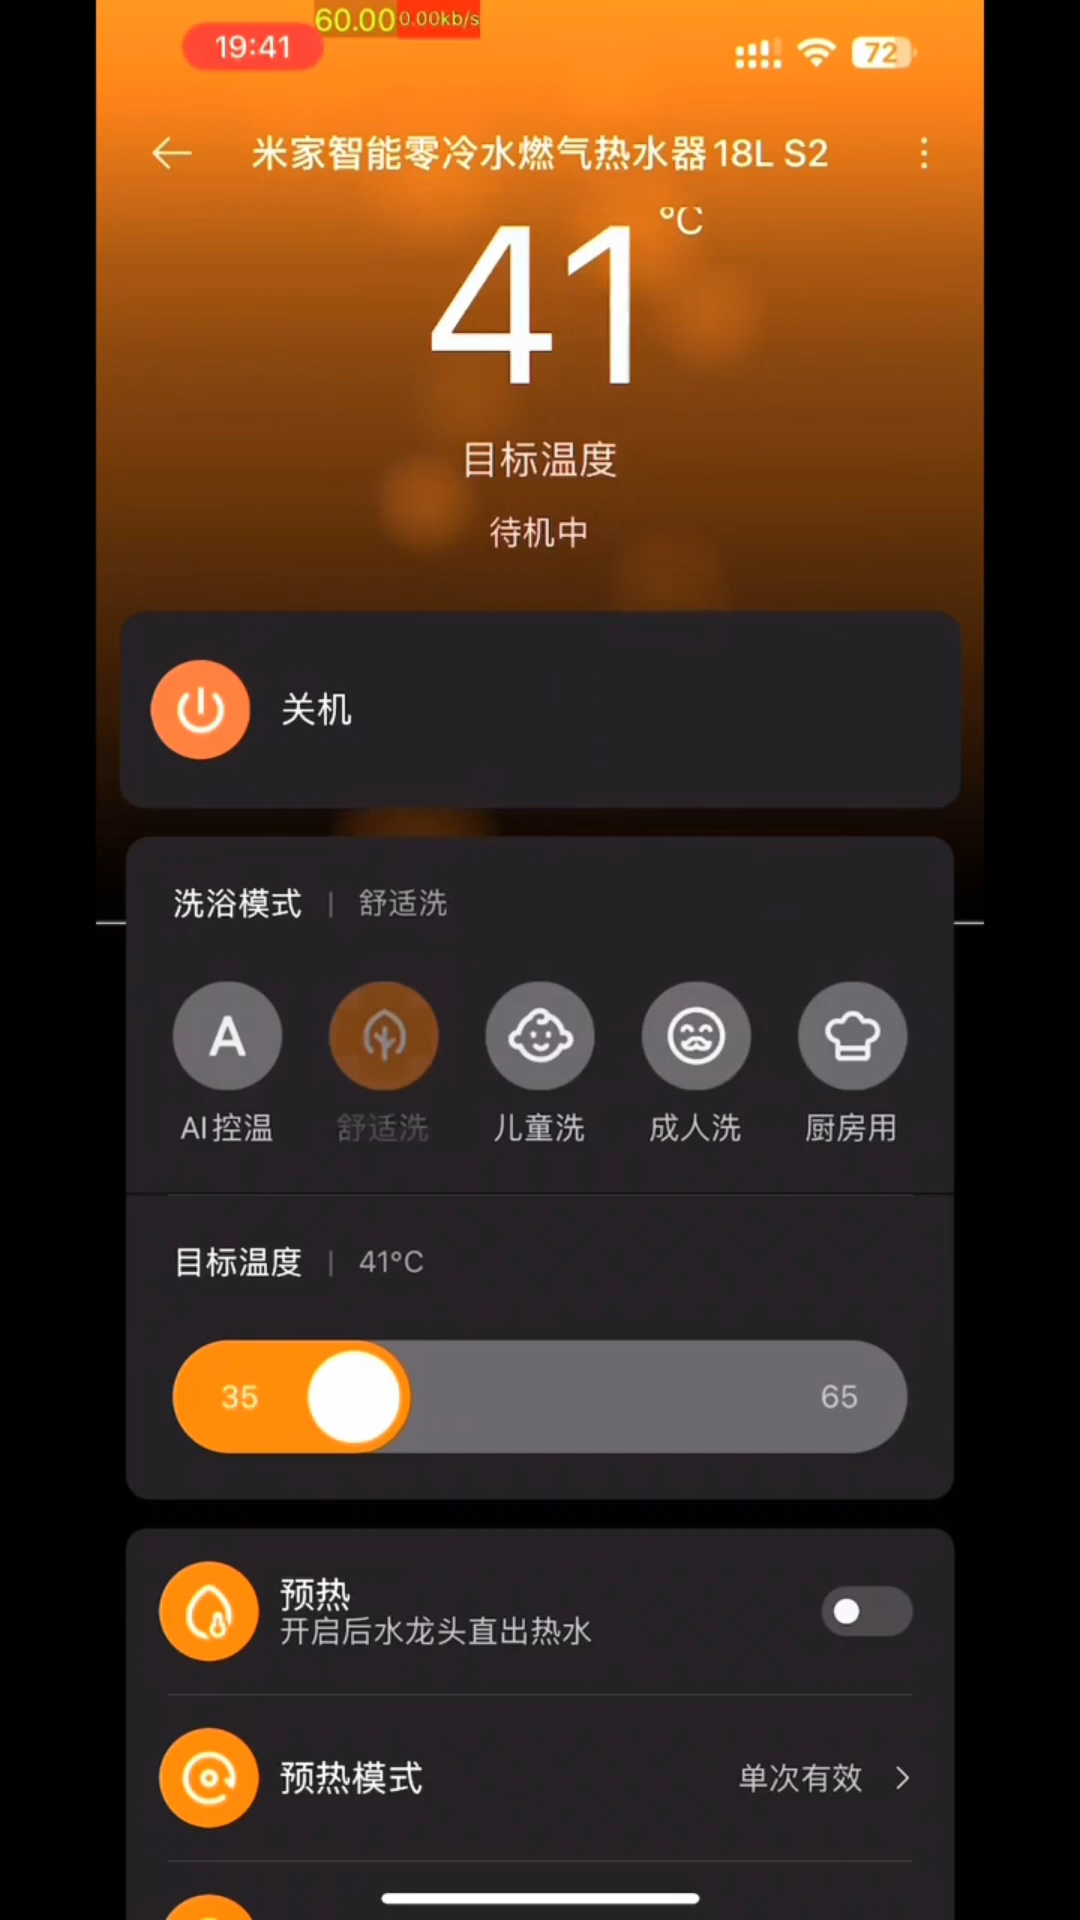 60.00 0.00kb/s
19:41 72
米家智能零冷水燃气热水器18L S2
41°C
目标温度
待机中
关机
洗浴模式 | 舒适洗
A
AI控温 舒适洗 儿童洗 成人洗 厨房用
目标温度 | 41°C
35 65
预热
开启后水龙头直出热水
预热模式 单次有效